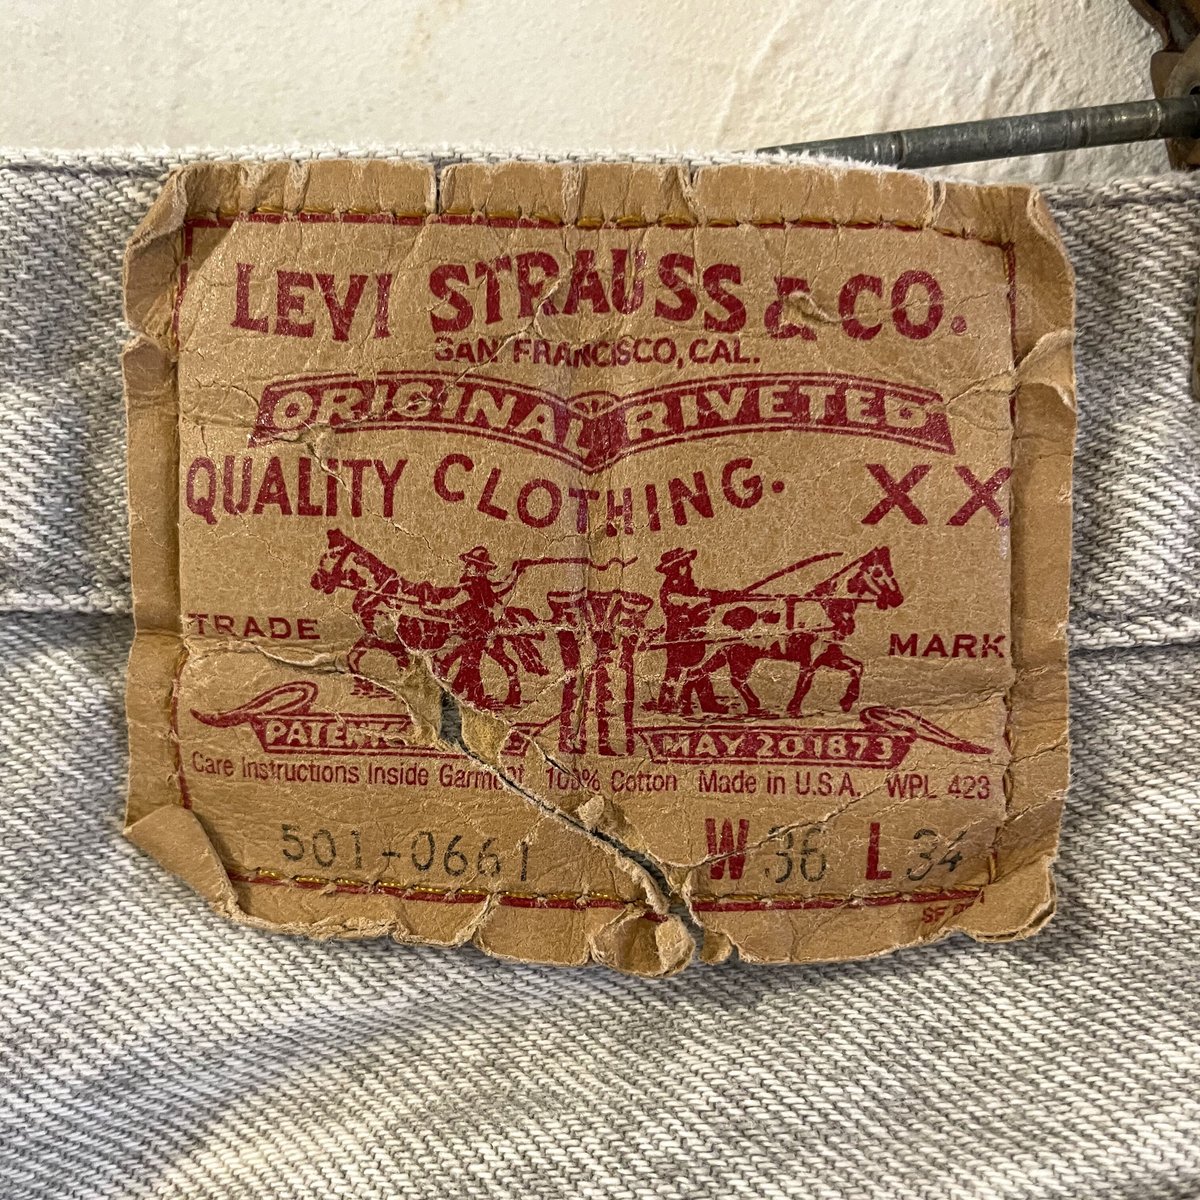 LEVI STRAUSS & CO.
SAN FRANCISCO, CAL.
ORIGINAL RIVETED
QUALITY CLOTHING. XX
TRADE MARK
MAY 20 1873
Care Instructions Inside Garment 100% Cotton Made in U.S.A. WPL 423
501-0661 W 36 L 34